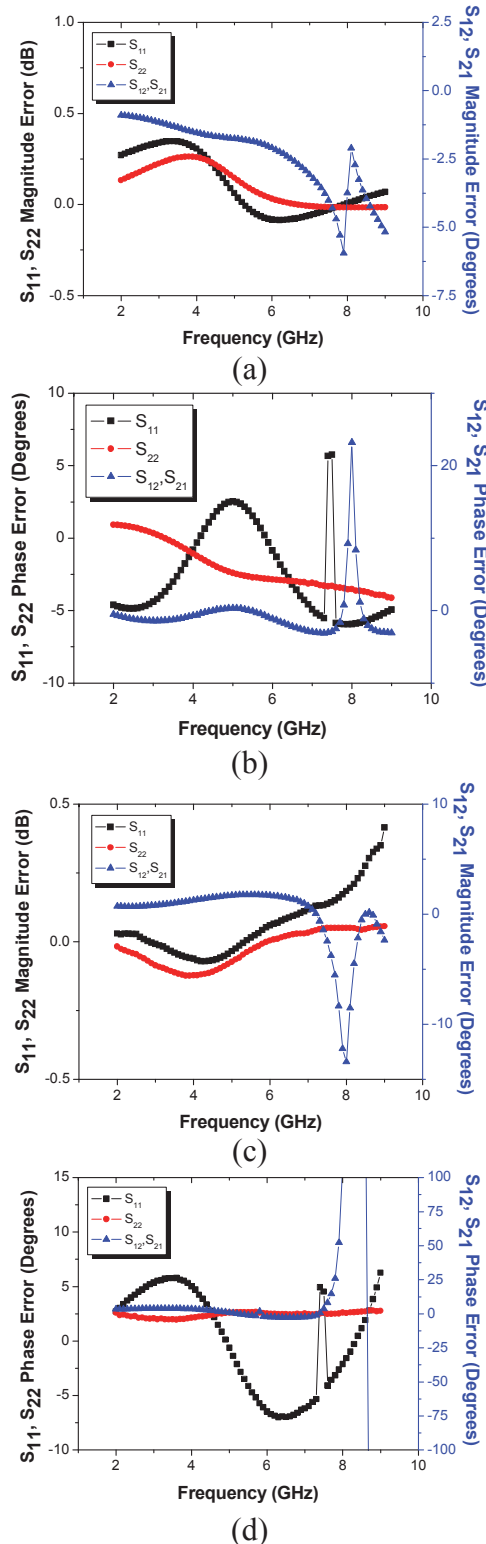 S11
S22
S12,S21
S11, S22 Magnitude Error (dB)
S12, S21 Magnitude Error (Degrees)
1.0
0.5
0.0
-0.5
2.5
0.0
-2.5
-5.0
-7.5
2 4 6 8 10
Frequency (GHz)
(a)
S11
S22
S12,S21
S11, S22 Phase Error (Degrees)
S12, S21 Phase Error (Degrees)
10
5
0
-5
-10
20
0
2 4 6 8 10
Frequency (GHz)
(b)
S11
S22
S12,S21
S11, S22 Magnitude Error (dB)
S12, S21 Magnitude Error (Degrees)
0.5
0.0
-0.5
10
0
-10
2 4 6 8 10
Frequency (GHz)
(c)
S11
S22
S12,S21
S11, S22 Phase Error (Degrees)
S12, S21 Phase Error (Degrees)
15
10
5
0
-5
-10
100
75
50
25
0
-25
-50
-75
-100
2 4 6 8 10
Frequency (GHz)
(d)